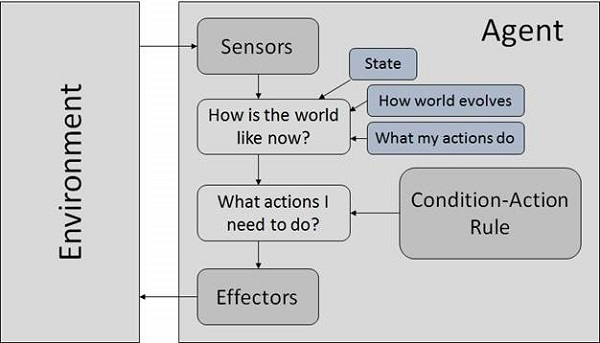 Agent
Environment
Sensors
State
How is the world
like now?
How world evolves
What my actions do
What actions I
need to do?
Condition-Action
Rule
Effectors